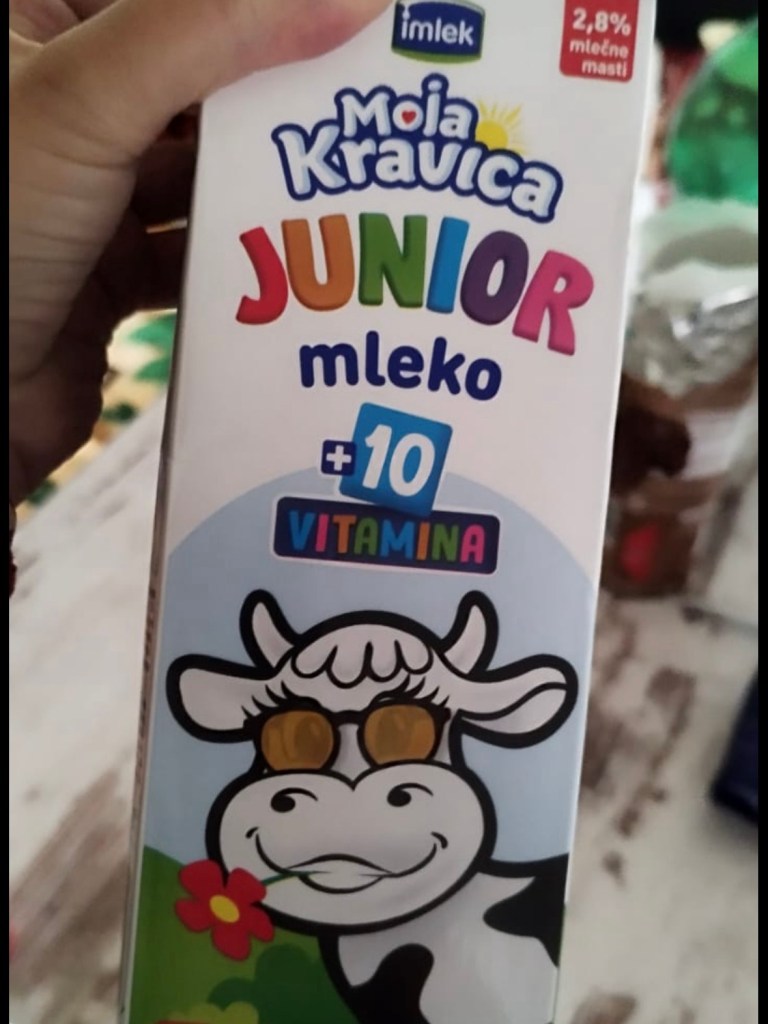 imlek
2,8%
mlečne
masti
Moja
Kravica
JUNIOR
mleko
+10
VITAMINA